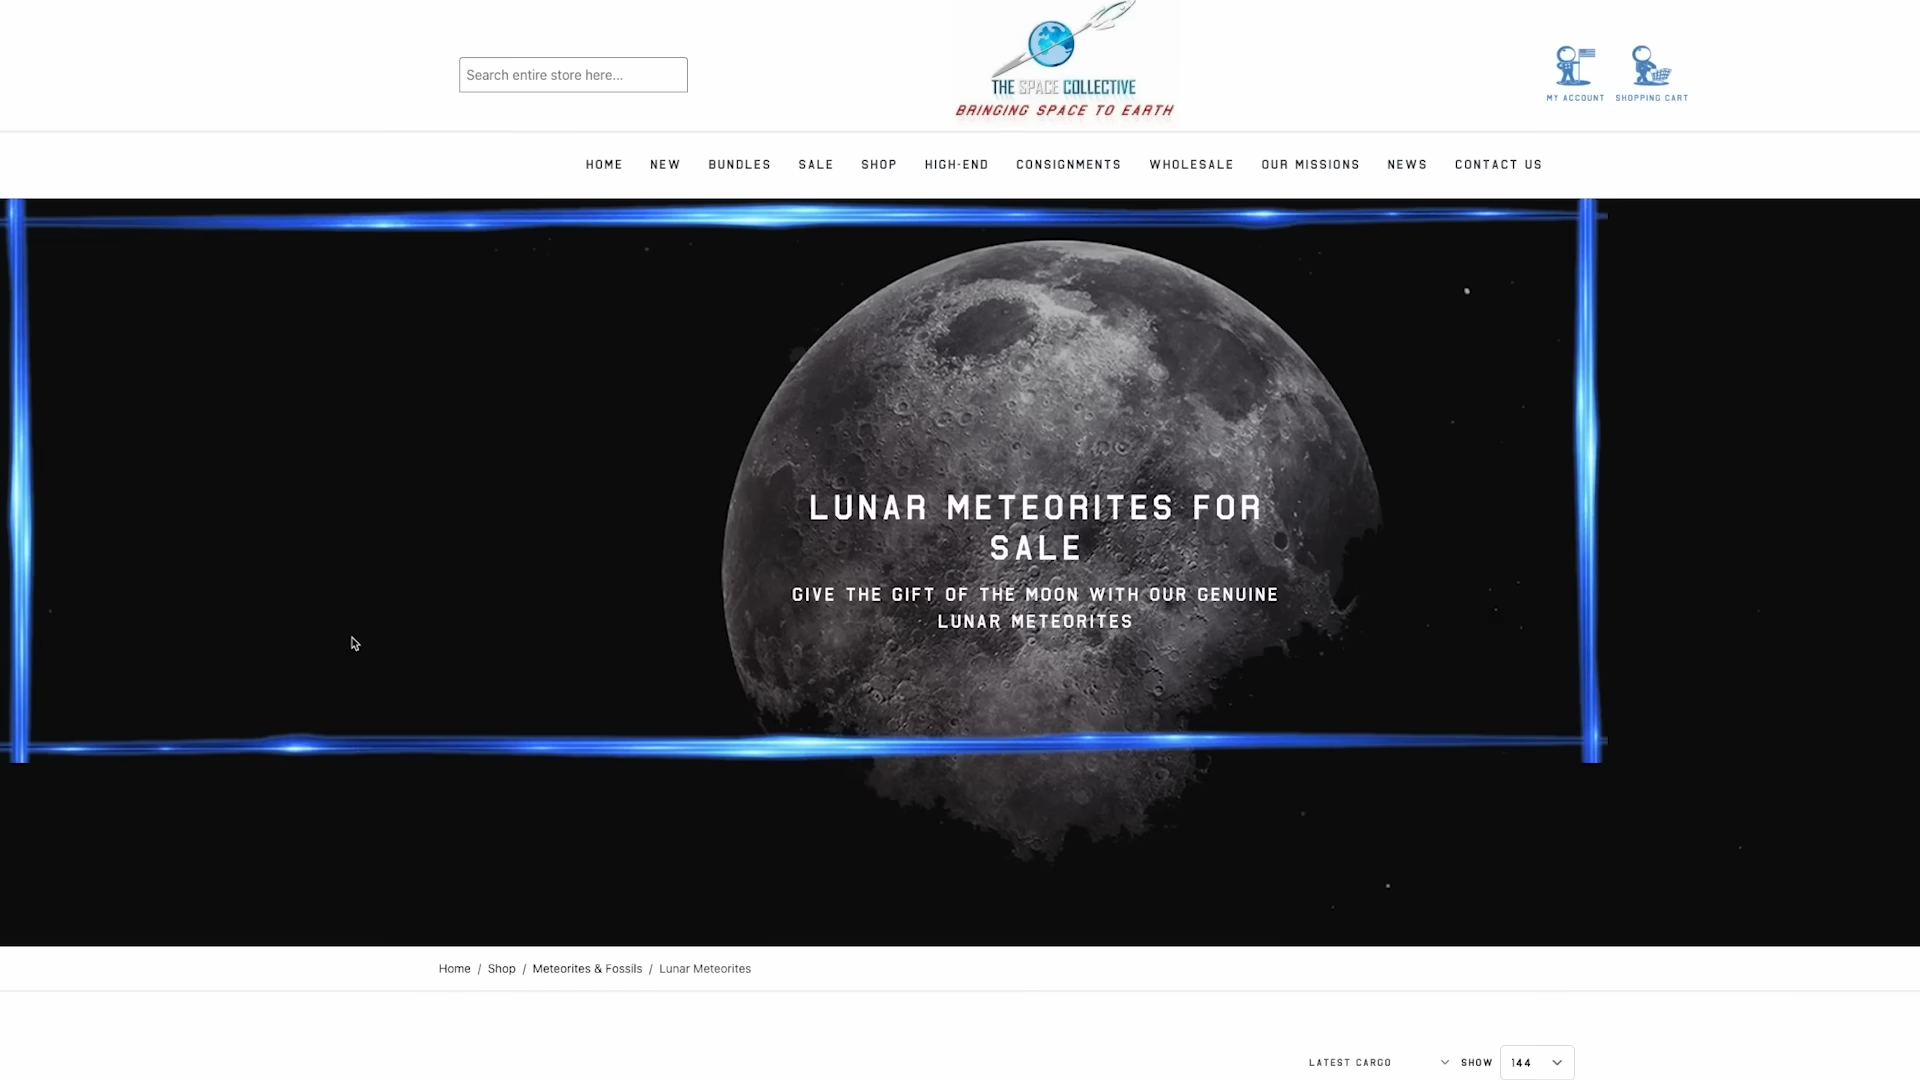 Search entire store here...
THE SPACE COLLECTIVE
BRINGING SPACE TO EARTH
MY ACCOUNT
SHOPPING CART
HOME
NEW
BUNDLES
SALE
SHOP
HIGH-END
CONSIGNMENTS
WHOLESALE
OUR MISSIONS
NEWS
CONTACT US
LUNAR METEORITES FOR
SALE
GIVE THE GIFT OF THE MOON WITH OUR GENUINE
LUNAR METEORITES
Home / Shop / Meteorites & Fossils / Lunar Meteorites
LATEST CARGO
SHOW
144